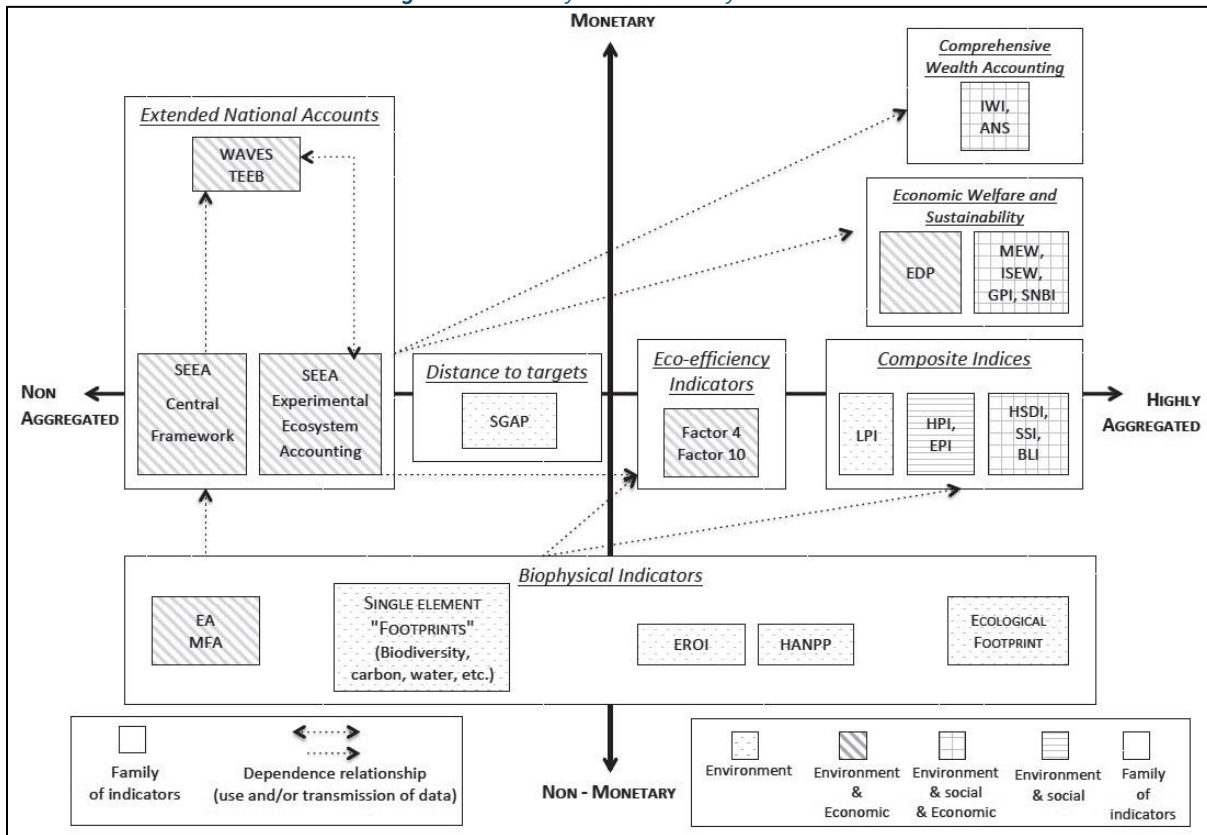 MONETARY
Comprehensive
Wealth Accounting
IWI,
ANS
Extended National Accounts
WAVES
TEEB
Economic Welfare and
Sustainability
EDP
MEW,
ISEW,
GPI, SNBI
SEEA
Central
Framework
SEEA
Experimental
Ecosystem
Accounting
Distance to targets
SGAP
Eco-efficiency
Indicators
Factor 4
Factor 10
Composite Indices
LPI
HPI,
EPI
HSDI,
SSI,
BLI
NON
AGGREGATED
HIGHLY
AGGREGATED
Biophysical Indicators
EA
MFA
SINGLE ELEMENT
"FOOTPRINTS"
(Biodiversity,
carbon, water, etc.)
EROI
HANPP
ECOLOGICAL
FOOTPRINT
Family
of indicators
Dependence relationship
(use and/or transmission of data)
NON - MONETARY
Environment
Environment
&
Economic
Environment
& social
& Economic
Environment
& social
Family
of
indicators